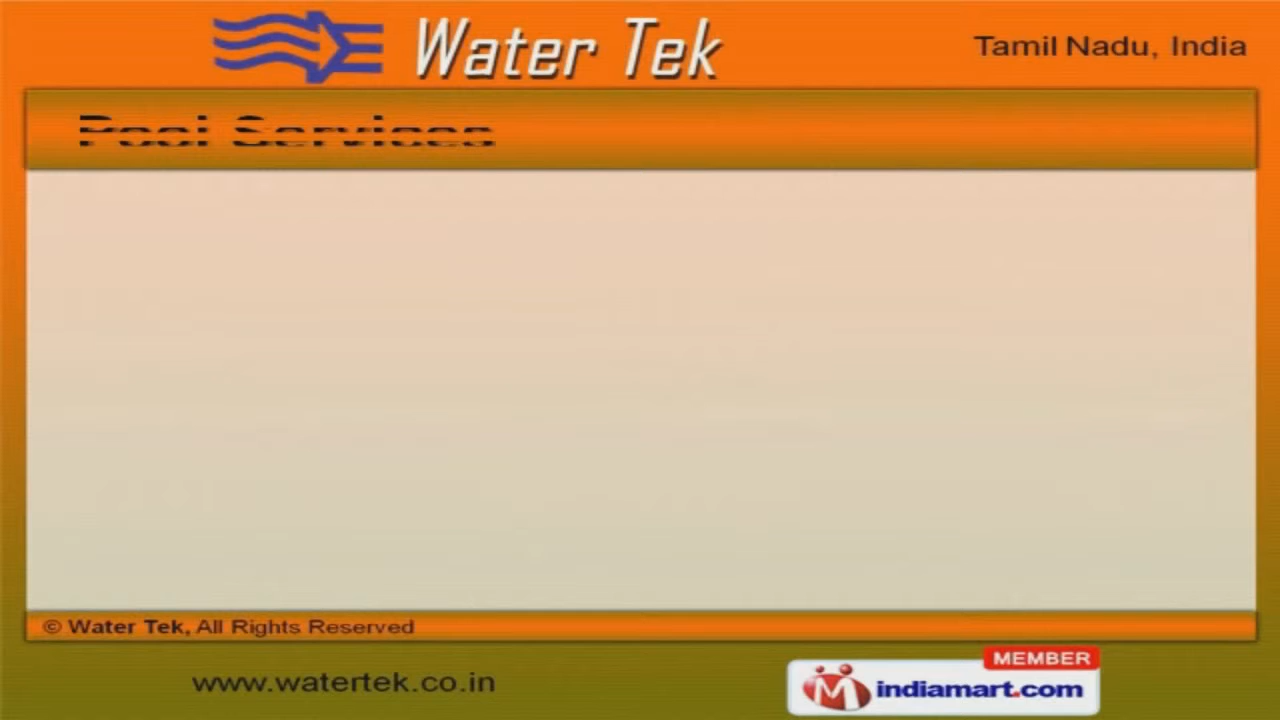 Water Tek
Tamil Nadu, India
Pool Services
© Water Tek, All Rights Reserved
www.watertek.co.in
MEMBER
indiamart.com